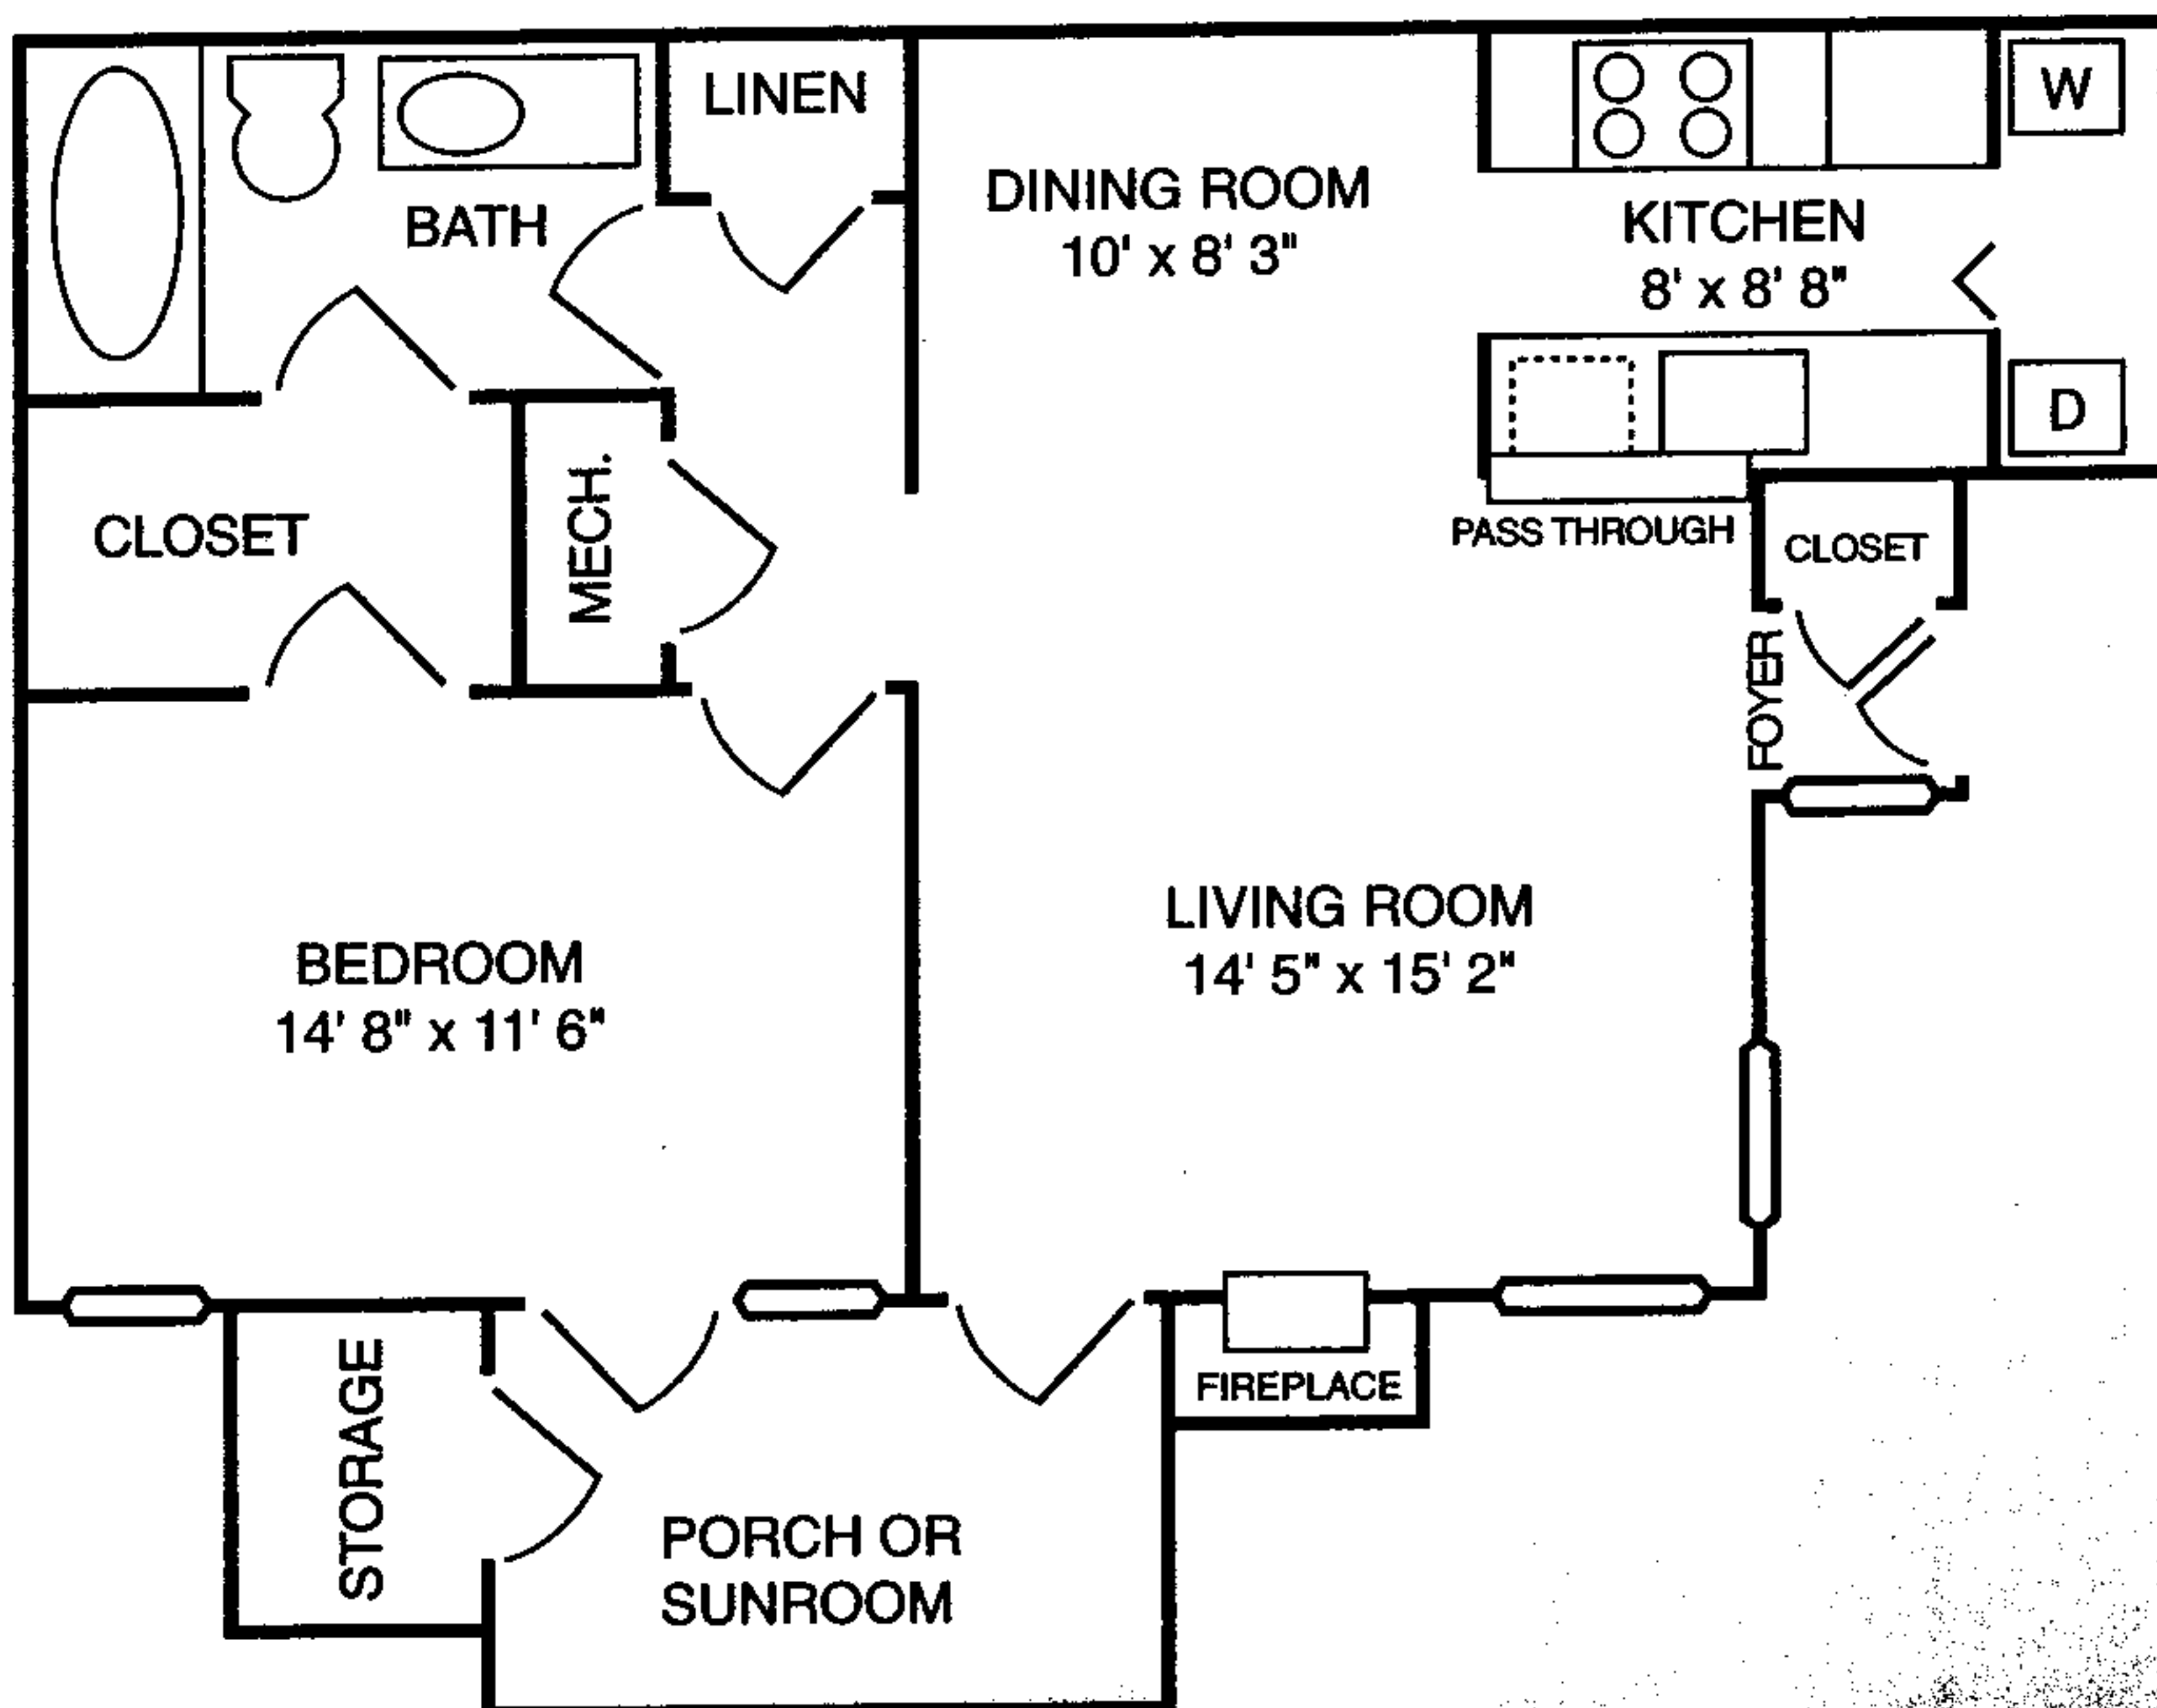 LINEN
W
BATH
DINING ROOM
10' x 8' 3"
KITCHEN
8' x 8' 8"
D
MECH.
CLOSET
PASS THROUGH
CLOSET
FOYER
LIVING ROOM
14' 5" x 15' 2"
BEDROOM
14' 8" x 11' 6"
STORAGE
FIREPLACE
PORCH OR
SUNROOM